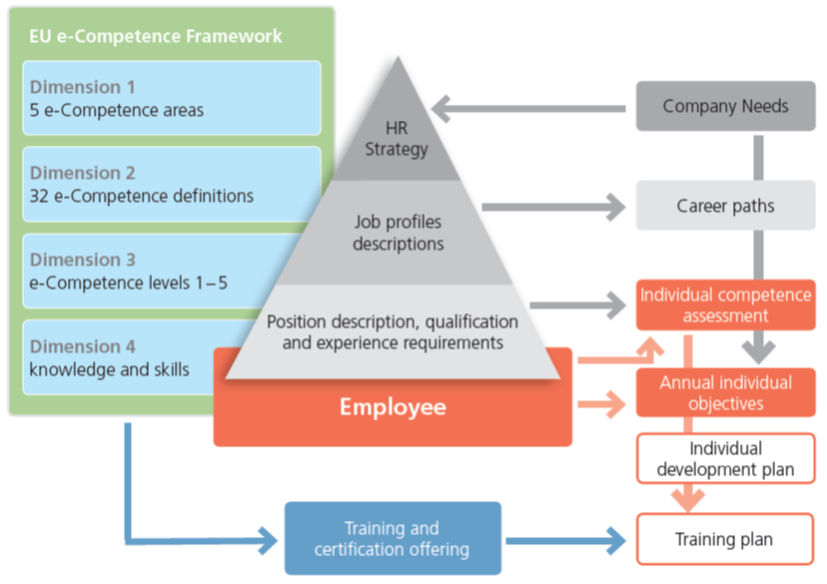 EU e-Competence Framework
Dimension 1
5 e-Competence areas
Dimension 2
32 e-Competence definitions
Dimension 3
e-Competence levels 1–5
Dimension 4
knowledge and skills
HR
Strategy
Job profiles
descriptions
Position description, qualification
and experience requirements
Employee
Company Needs
Career paths
Individual competence
assessment
Annual individual
objectives
Individual
development plan
Training and
certification offering
Training plan